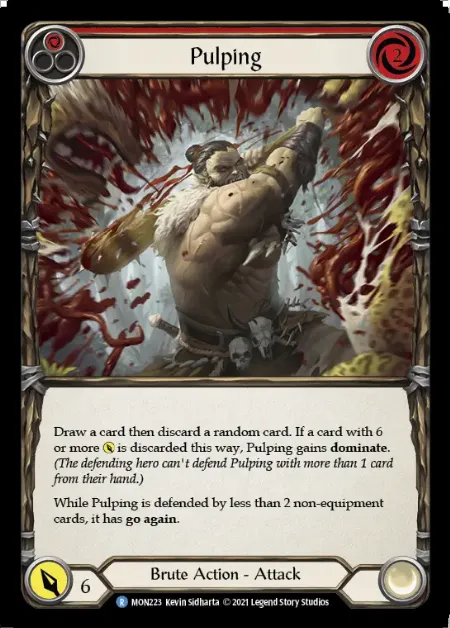 2
Pulping
Draw a card then discard a random card. If a card with 6
or more is discarded this way, Pulping gains dominate.
(The defending hero can't defend Pulping with more than 1 card
from their hand.)
While Pulping is defended by less than 2 non-equipment
cards, it has go again.
6
Brute Action - Attack
R MON223 Kevin Sidharta © 2021 Legend Story Studios